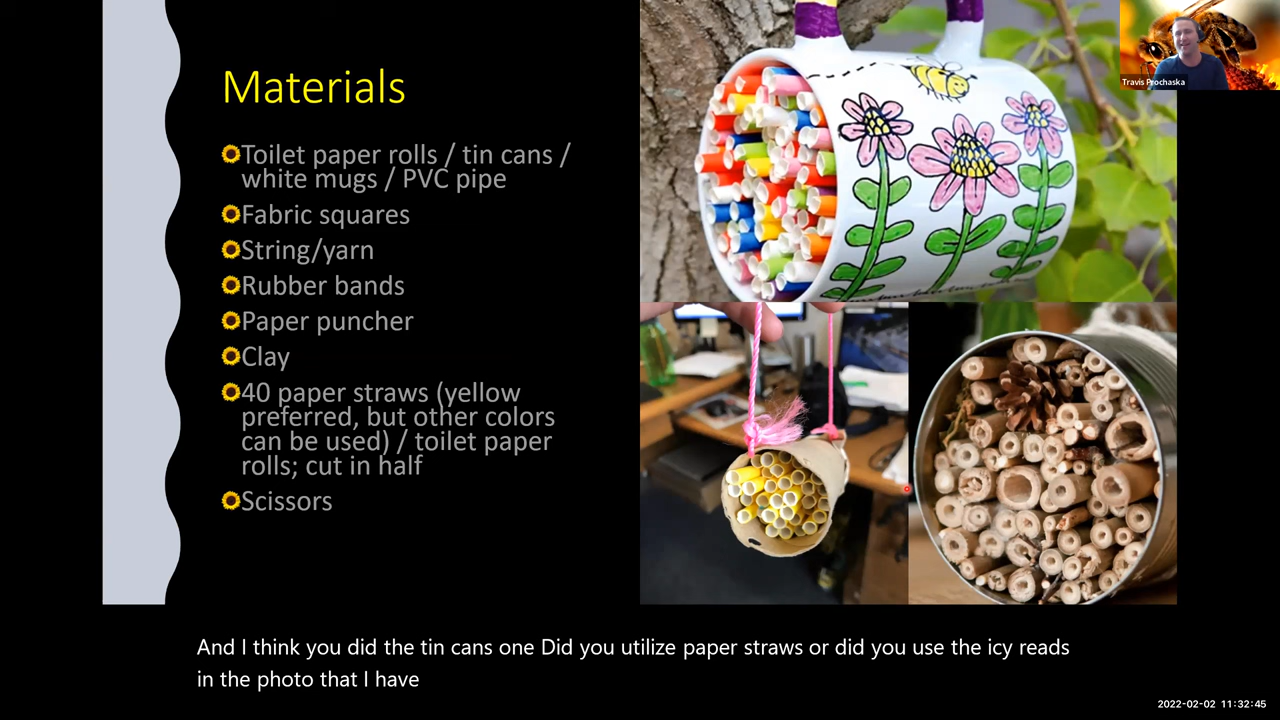 Materials
Toilet paper rolls / tin cans /
white mugs / PVC pipe
Fabric squares
String/yarn
Rubber bands
Paper puncher
Clay
40 paper straws (yellow
preferred, but other colors
can be used) / toilet paper
rolls; cut in half
Scissors
Travis Prochaska
And I think you did the tin cans one Did you utilize paper straws or did you use the icy reads
in the photo that I have
2022-02-02 11:32:45